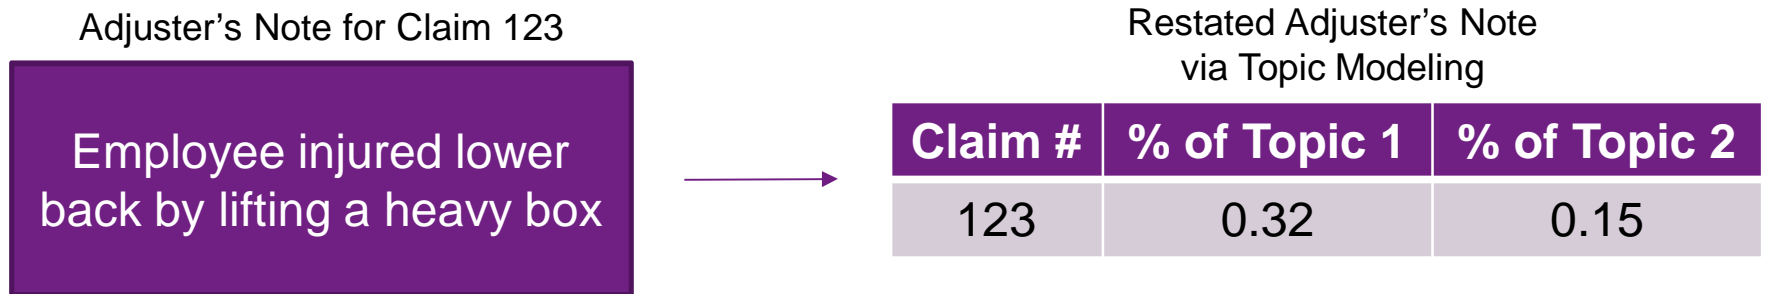 Adjuster’s Note for Claim 123
Employee injured lower
back by lifting a heavy box
Restated Adjuster’s Note
via Topic Modeling
Claim # % of Topic 1 % of Topic 2
123 0.32 0.15